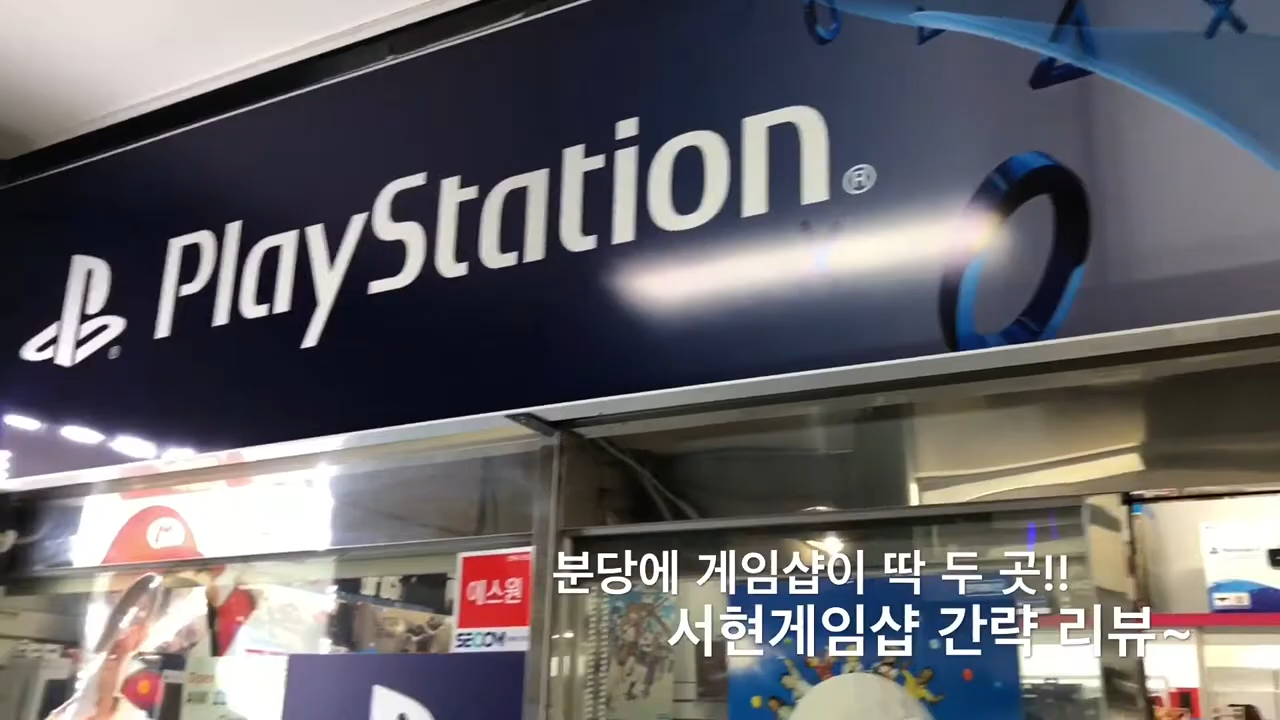 PlayStation®
에스원
SECOM
분당에 게임샵이 딱 두 곳!!
서현게임샵 간략 리뷰~